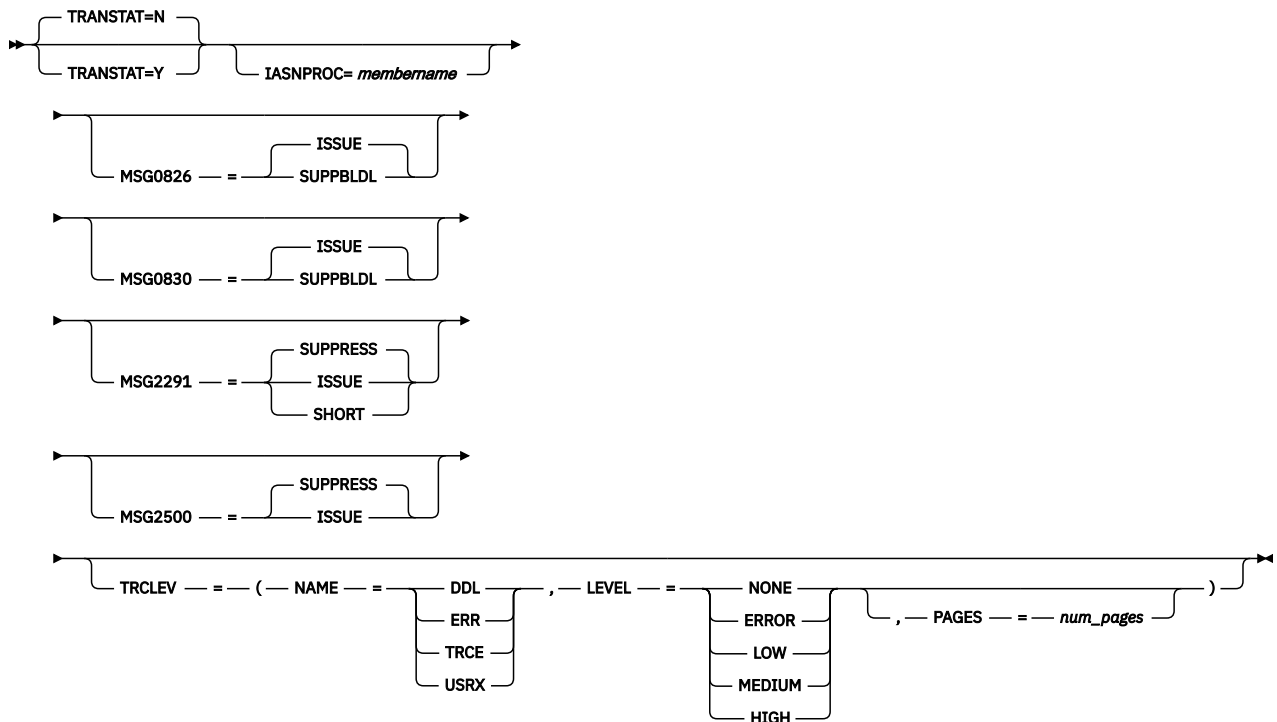 TRANSTAT=N
TRANSTAT=Y
IASNPROC= membername
ISSUE
MSG0826 = SUPPBLDL
ISSUE
MSG0830 = SUPPBLDL
SUPPRESS
MSG2291 = ISSUE
SHORT
SUPPRESS
MSG2500 = ISSUE
TRCLEV = ( NAME = DDL , LEVEL = NONE )
ERR ERROR , PAGES = num_pages
TRCE LOW
USRX MEDIUM
HIGH